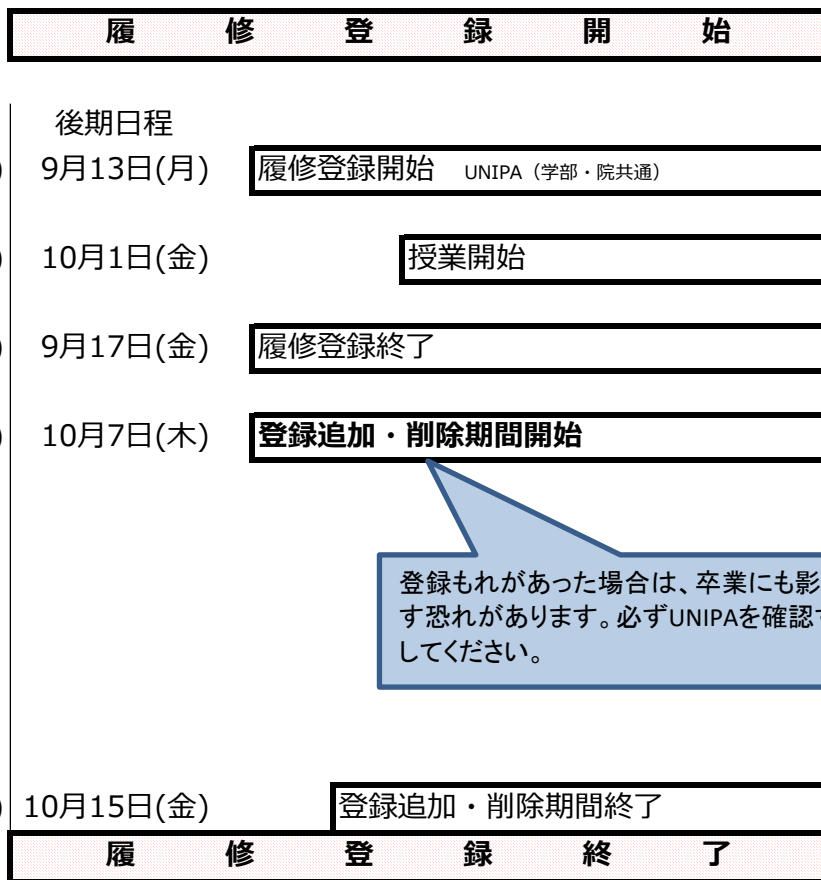 履修登録開始
後期日程
) 9月13日(月) 履修登録開始 UNIPA（学部・院共通）
) 10月1日(金) 授業開始
) 9月17日(金) 履修登録終了
) 10月7日(木) 登録追加・削除期間開始
登録もれがあった場合は、卒業にも影
す恐れがあります。必ずUNIPAを確認
してください。
) 10月15日(金) 登録追加・削除期間終了
履修登録終了